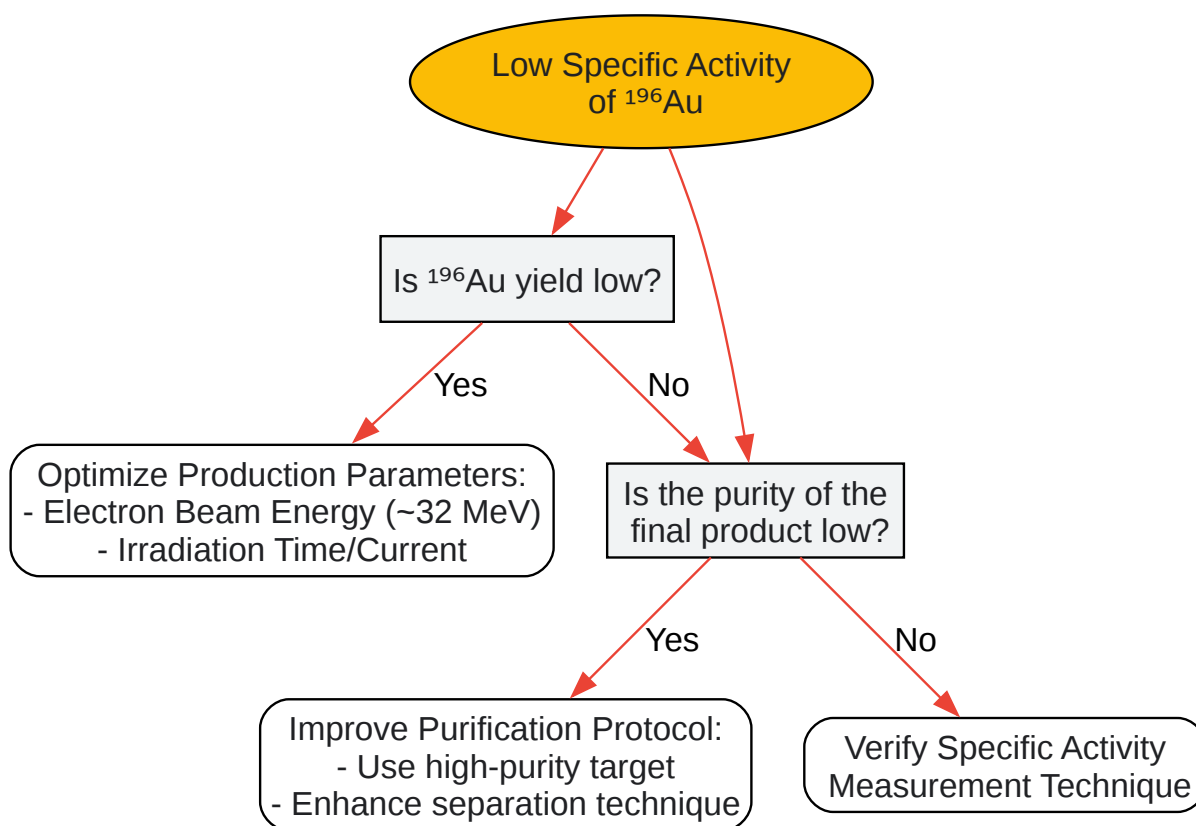 Low Specific Activity
of ¹⁹⁶Au
Is ¹⁹⁶Au yield low?
Yes
No
Optimize Production Parameters:
- Electron Beam Energy (~32 MeV)
- Irradiation Time/Current
Is the purity of the
final product low?
Yes
No
Improve Purification Protocol:
- Use high-purity target
- Enhance separation technique
Verify Specific Activity
Measurement Technique